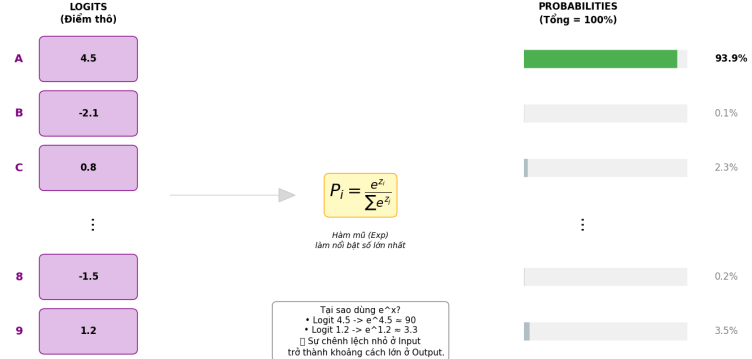 LOGITS
(Điểm thô)
PROBABILITIES
(Tổng = 100%)
A 4.5 93.9%
B -2.1 0.1%
C 0.8 2.3%
⋮ ⋮
P_i = e^{z_i} / ∑ e^{z_j}
Hàm mũ (Exp)
làm nổi bật số lớn nhất
8 -1.5 0.2%
9 1.2 3.5%
Tại sao dùng e^x?
• Logit 4.5 -> e^4.5 ≈ 90
• Logit 1.2 -> e^1.2 ≈ 3.3
▯ Sự chênh lệch nhỏ ở Input
trở thành khoảng cách lớn ở Output.